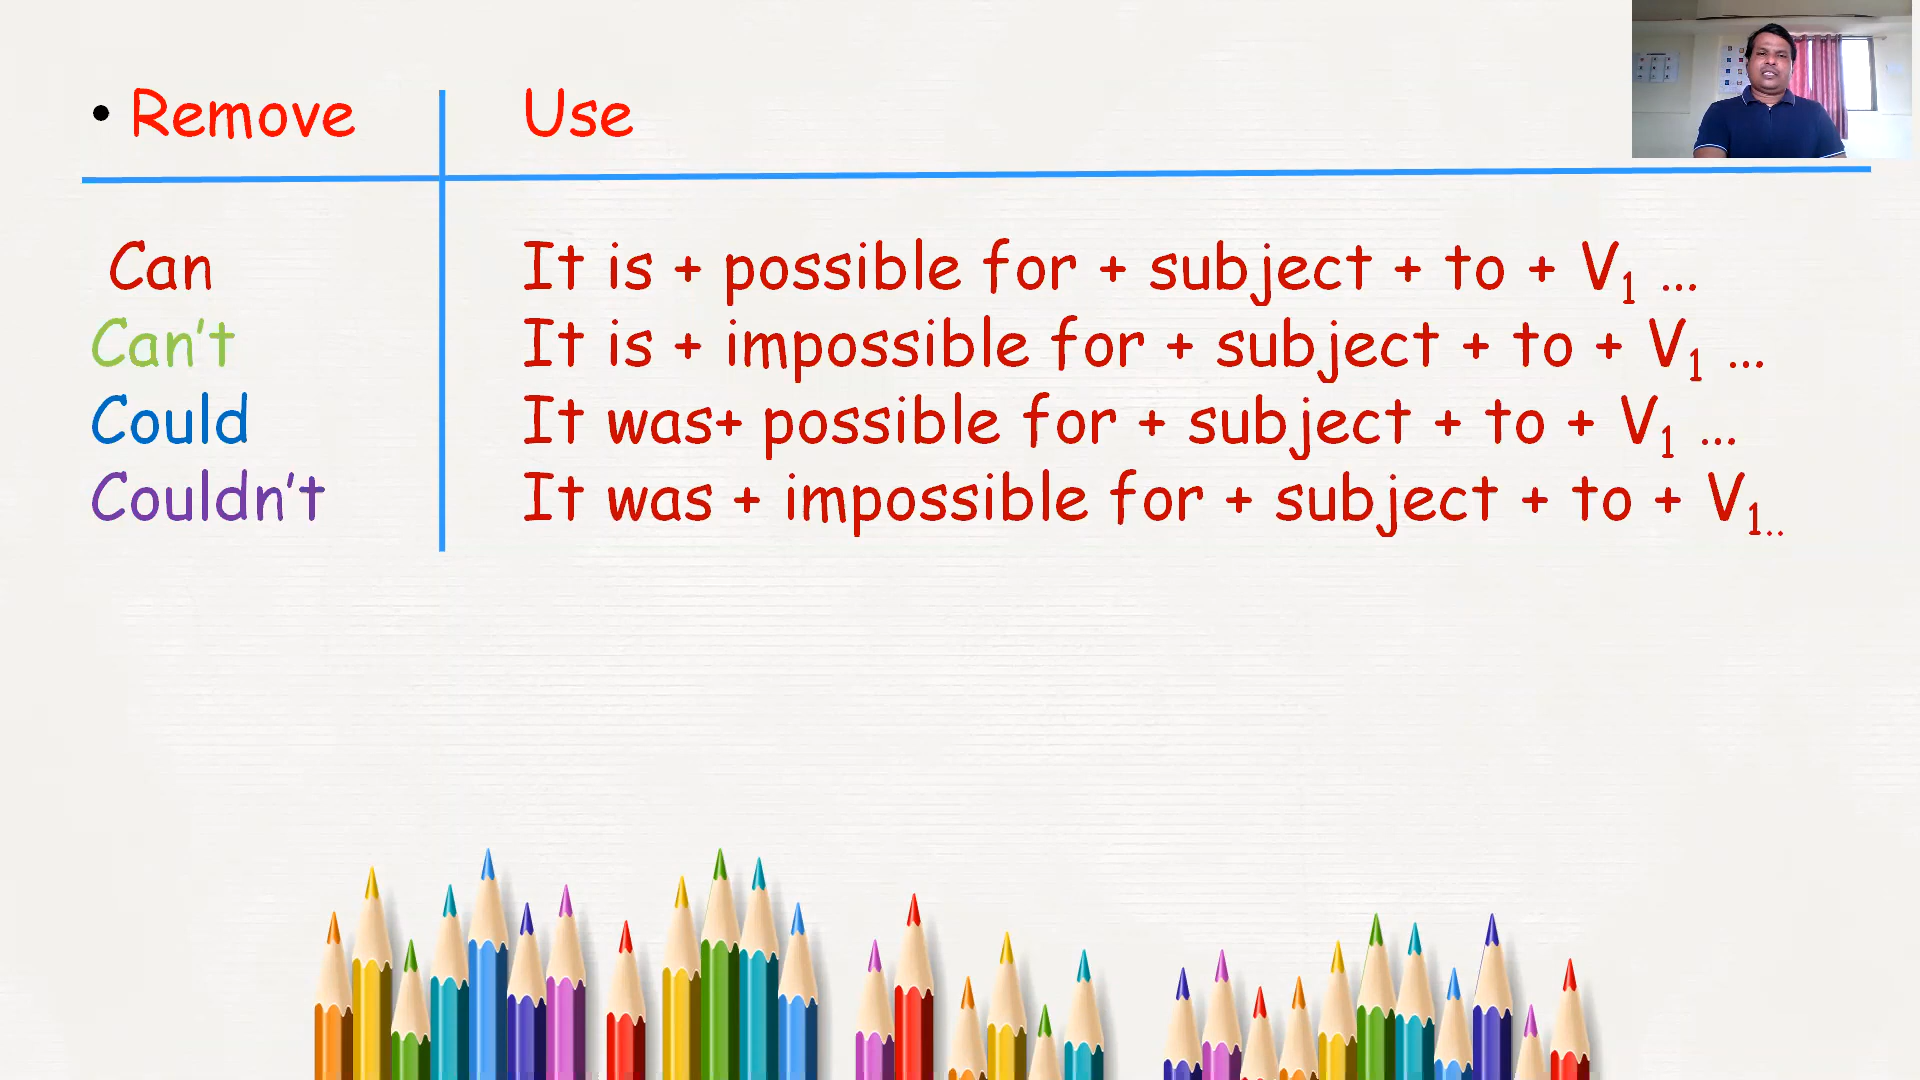 • Remove Use
Can It is + possible for + subject + to + V₁ ...
Can't It is + impossible for + subject + to + V₁ ...
Could It was+ possible for + subject + to + V₁ ...
Couldn't It was + impossible for + subject + to + V₁..